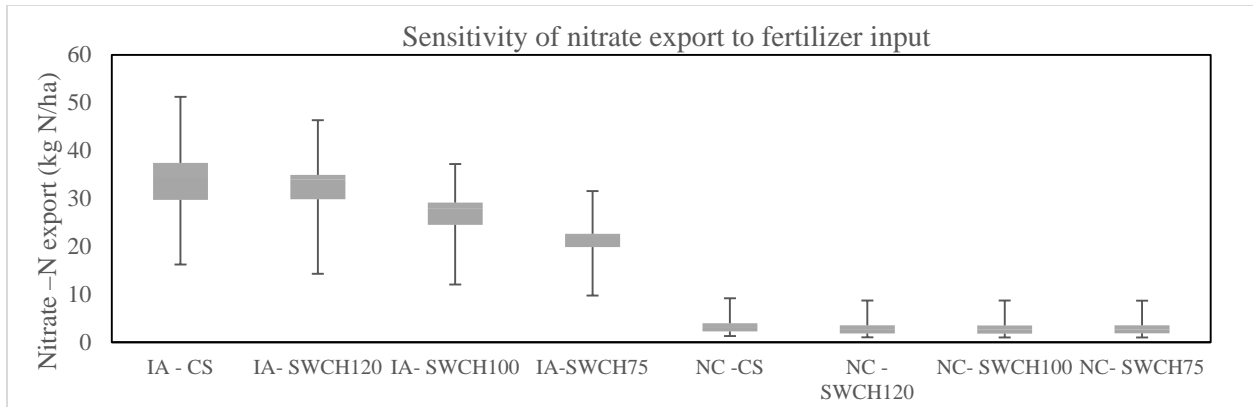 Sensitivity of nitrate export to fertilizer input
Nitrate –N export (kg N/ha)
60
50
40
30
20
10
0
IA - CS
IA- SWCH120
IA- SWCH100
IA-SWCH75
NC -CS
NC -
SWCH120
NC- SWCH100
NC- SWCH75